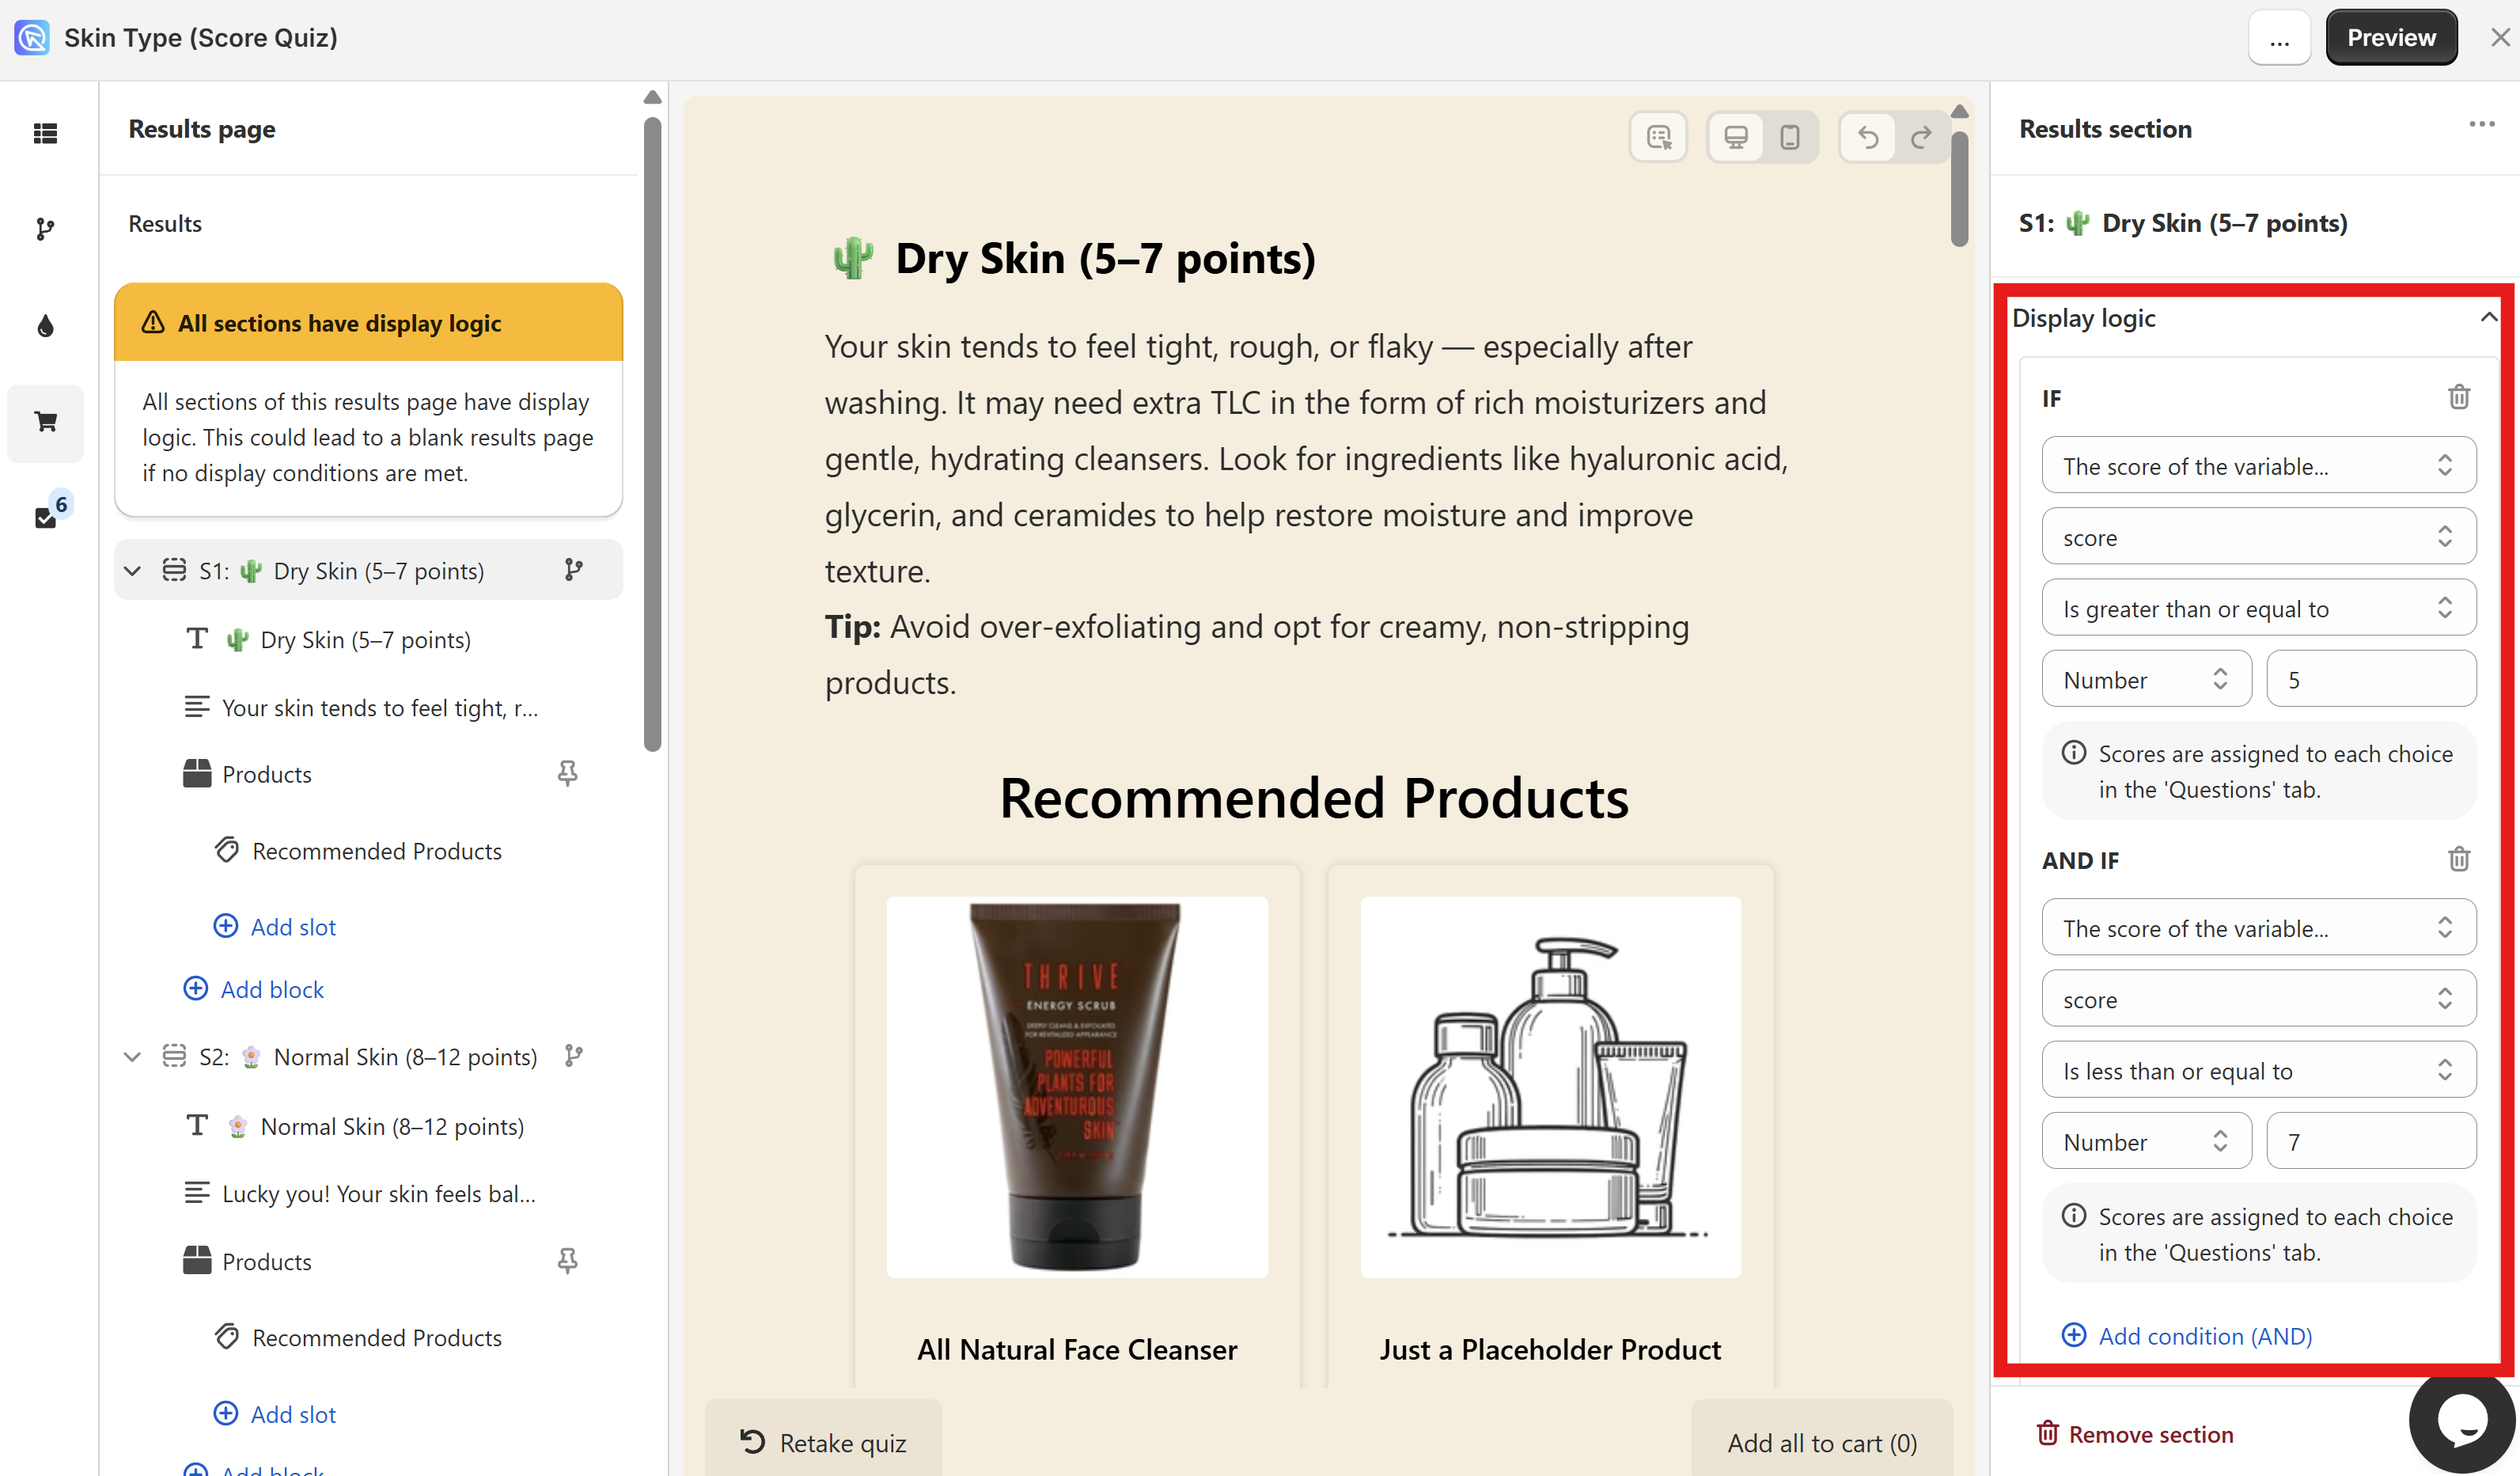 Skin Type (Score Quiz)
...
Preview
Results page
Results
All sections have display logic
All sections of this results page have display
logic. This could lead to a blank results page
if no display conditions are met.
6
S1: 🌵 Dry Skin (5–7 points)
🌵 Dry Skin (5–7 points)
Your skin tends to feel tight, r...
Products
Recommended Products
Add slot
Add block
S2: 🌸 Normal Skin (8–12 points)
🌸 Normal Skin (8–12 points)
Lucky you! Your skin feels bal...
Products
Recommended Products
Add slot
Add block
🌵 Dry Skin (5–7 points)
Your skin tends to feel tight, rough, or flaky — especially after
washing. It may need extra TLC in the form of rich moisturizers and
gentle, hydrating cleansers. Look for ingredients like hyaluronic acid,
glycerin, and ceramides to help restore moisture and improve
texture.
Tip: Avoid over-exfoliating and opt for creamy, non-stripping
products.
Recommended Products
THRIVE
ENERGY SCRUB
DEEPLY CLEANS & EXFOLIATES
FOR REVITALIZED APPEARANCE
POWERFUL
PLANTS FOR
ADVENTUROUS
SKIN
All Natural Face Cleanser
Just a Placeholder Product
Retake quiz
Add all to cart (0)
Results section
S1: 🌵 Dry Skin (5–7 points)
Display logic
IF
The score of the variable...
score
Is greater than or equal to
Number
5
Scores are assigned to each choice
in the 'Questions' tab.
AND IF
The score of the variable...
score
Is less than or equal to
Number
7
Scores are assigned to each choice
in the 'Questions' tab.
Add condition (AND)
Remove section